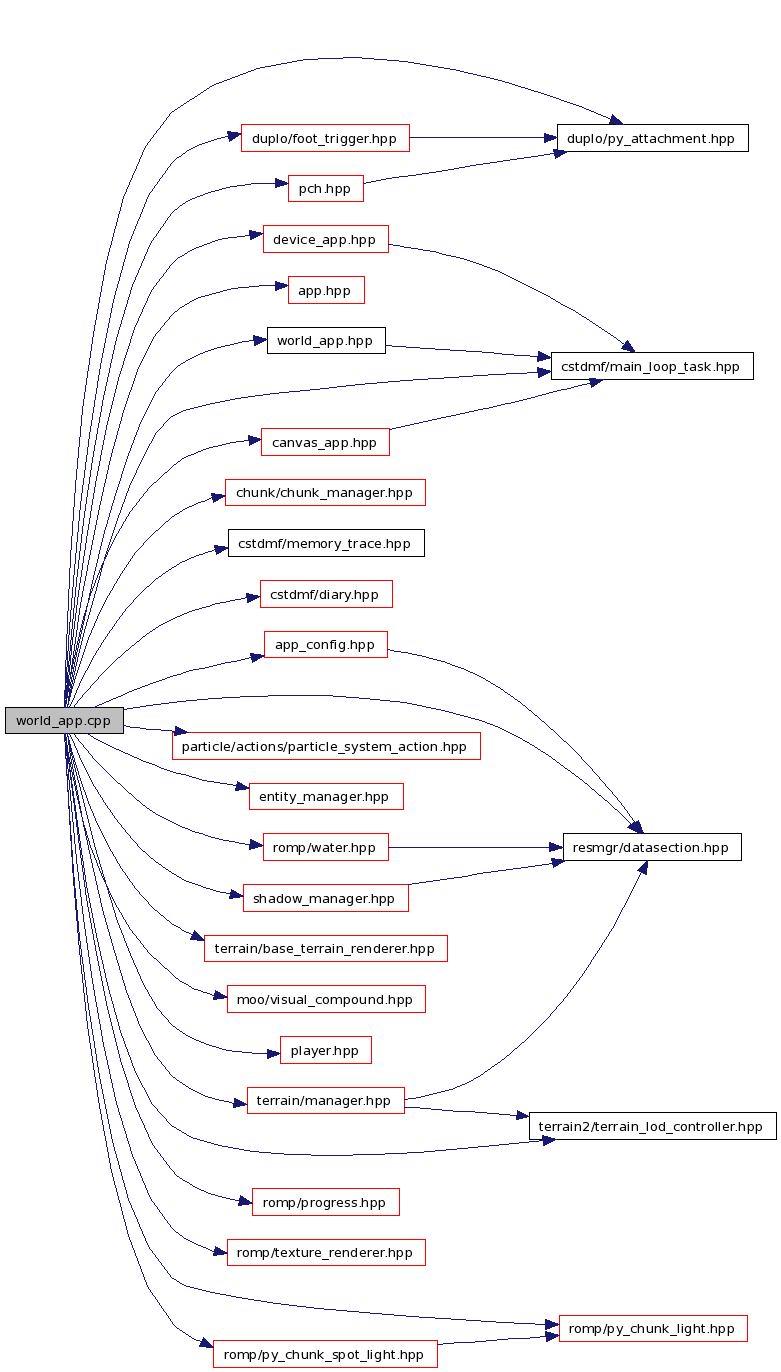 duplo/foot_trigger.hpp
duplo/py_attachment.hpp
pch.hpp
device_app.hpp
app.hpp
world_app.hpp
cstdmf/main_loop_task.hpp
canvas_app.hpp
chunk/chunk_manager.hpp
cstdmf/memory_trace.hpp
cstdmf/diary.hpp
app_config.hpp
world_app.cpp
particle/actions/particle_system_action.hpp
entity_manager.hpp
romp/water.hpp
resmgr/datasection.hpp
shadow_manager.hpp
terrain/base_terrain_renderer.hpp
moo/visual_compound.hpp
player.hpp
terrain/manager.hpp
terrain2/terrain_lod_controller.hpp
romp/progress.hpp
romp/texture_renderer.hpp
romp/py_chunk_light.hpp
romp/py_chunk_spot_light.hpp